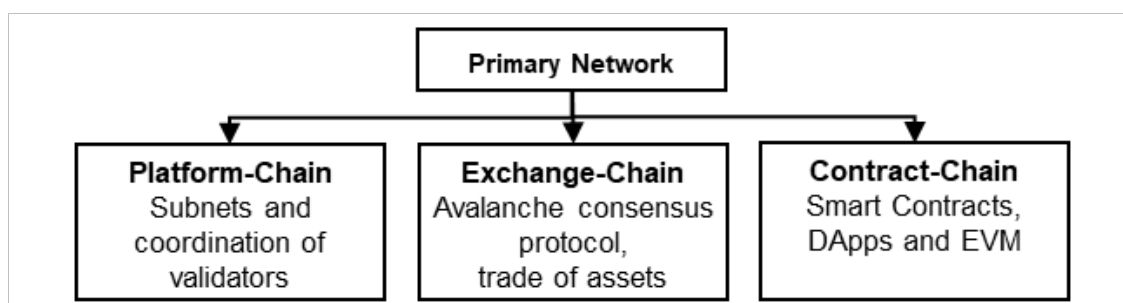 Primary Network
Platform-Chain
Subnets and
coordination of
validators
Exchange-Chain
Avalanche consensus
protocol,
trade of assets
Contract-Chain
Smart Contracts,
DApps and EVM